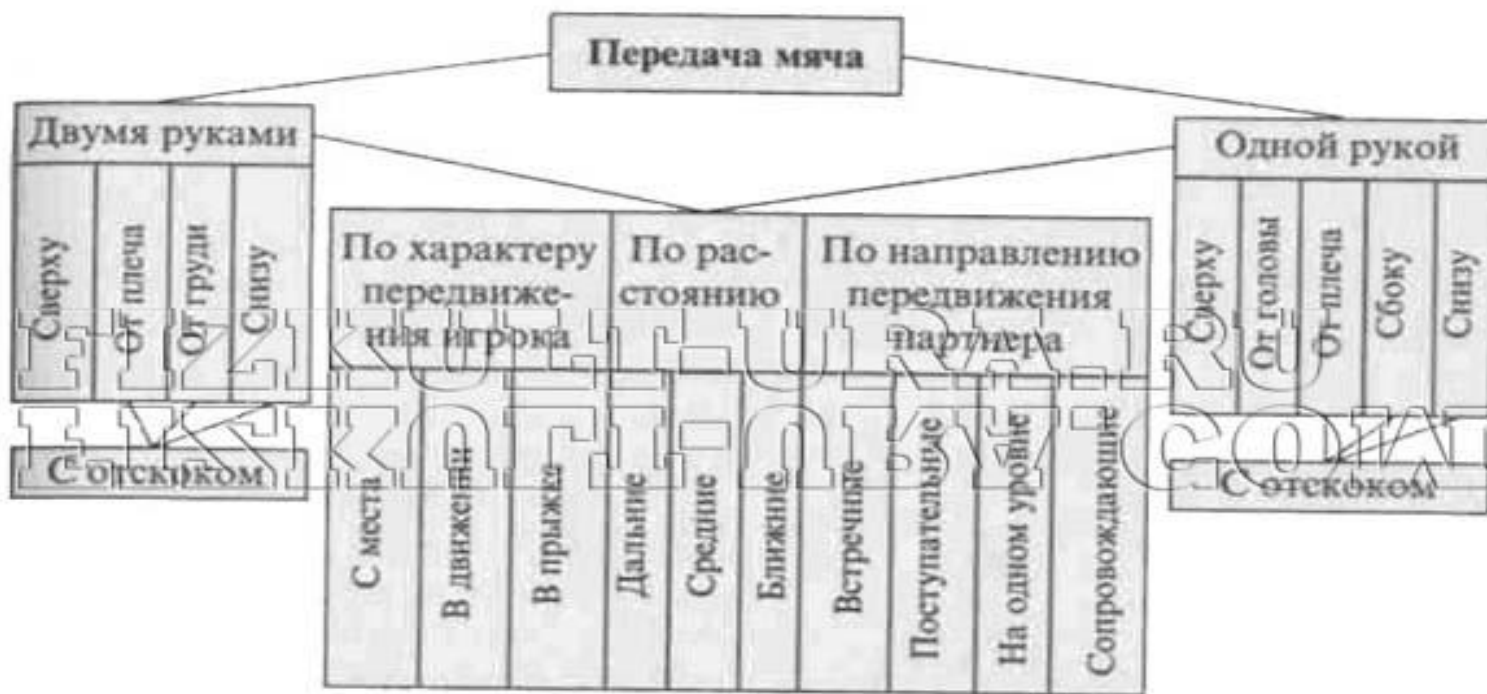 Передача мяча
Двумя руками
Сверху
От плеча
От груди
Снизу
С отскоком
По характеру
передвиже-
ния игрока
С места
В движении
В прыжке
По рас-
стоянию
Дальние
Средние
Ближние
По направлению
передвижения
партнера
Встречные
Поступательные
На одном уровне
Сопровождающие
Одной рукой
Сверху
От головы
От плеча
Сбоку
Снизу
С отскоком